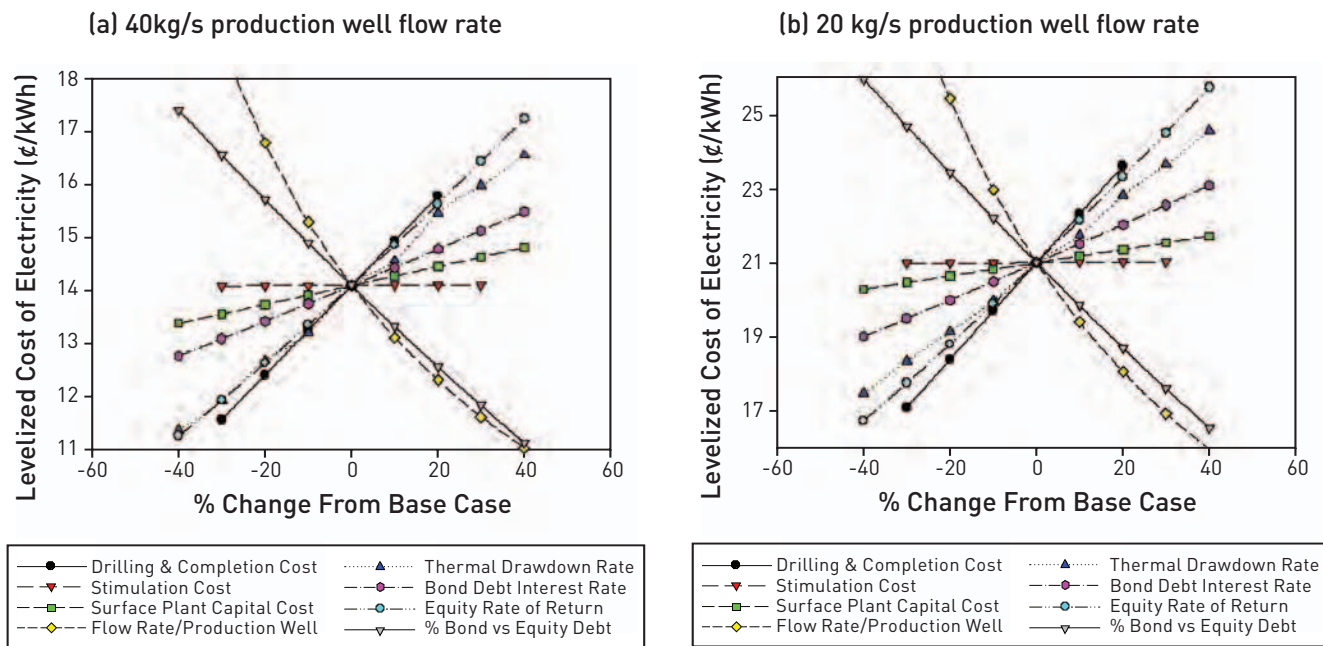 (a) 40kg/s production well flow rate
Levelized Cost of Electricity (¢/kWh)
18
17
16
15
14
13
12
11
-60
-40
-20
0
20
40
60
% Change From Base Case
Drilling & Completion Cost
Stimulation Cost
Surface Plant Capital Cost
Flow Rate/Production Well
Thermal Drawdown Rate
Bond Debt Interest Rate
Equity Rate of Return
% Bond vs Equity Debt
(b) 20 kg/s production well flow rate
Levelized Cost of Electricity (¢/kWh)
25
23
21
19
17
-60
-40
-20
0
20
40
60
% Change From Base Case
Drilling & Completion Cost
Stimulation Cost
Surface Plant Capital Cost
Flow Rate/Production Well
Thermal Drawdown Rate
Bond Debt Interest Rate
Equity Rate of Return
% Bond vs Equity Debt